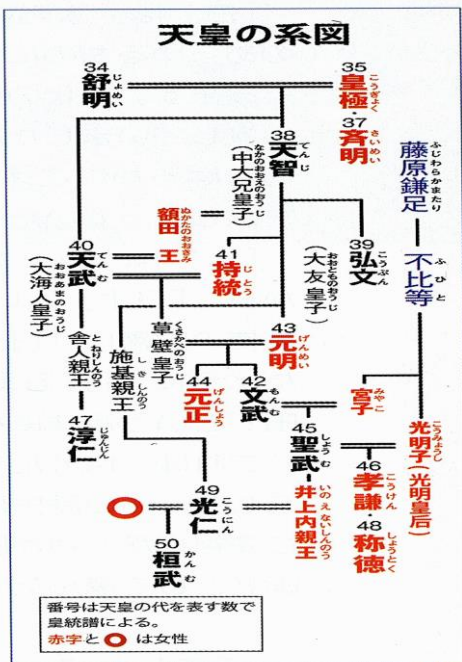 天皇の系図
34
舒明
じょめい
35
皇極・
こうぎょく
37
斉明
さいめい
38
天智
てんじ
(中大兄皇子)
なかのおおえのおうじ
藤原鎌足
ふじわらかまたり
額田王
ぬかたのおおきみ
40
天武
てんむ
(大海人皇子)
おおあまのおうじ
41
持統
じとう
39
弘文
こうぶん
(大友皇子)
おおとものおうじ
不比等
ふひと
舎人親王
とねりしんのう
施基親王
しきしんのう
草壁皇子
くさかべのおうじ
43
元明
げんめい
44
元正
げんしょう
42
文武
もんむ
宮子
みやこ
光明子(光明皇后)
こうみょうし
47
淳仁
じゅんじん
45
聖武
しょうむ
46
孝謙・
こうけん
48
称徳
しょうとく
49
光仁
こうにん
井上内親王
いのえないしんのう
50
桓武
かんむ
番号は天皇の代を表す数で
皇統譜による。
赤字と〇は女性